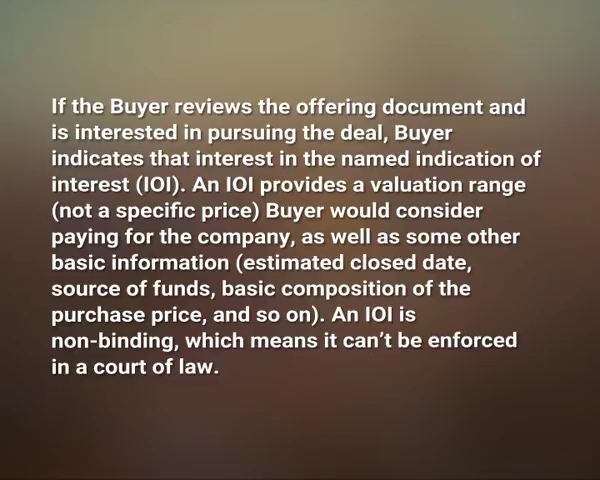 If the Buyer reviews the offering document and
is interested in pursuing the deal, Buyer
indicates that interest in the named indication of
interest (IOI). An IOI provides a valuation range
(not a specific price) Buyer would consider
paying for the company, as well as some other
basic information (estimated closed date,
source of funds, basic composition of the
purchase price, and so on). An IOI is
non-binding, which means it can’t be enforced
in a court of law.